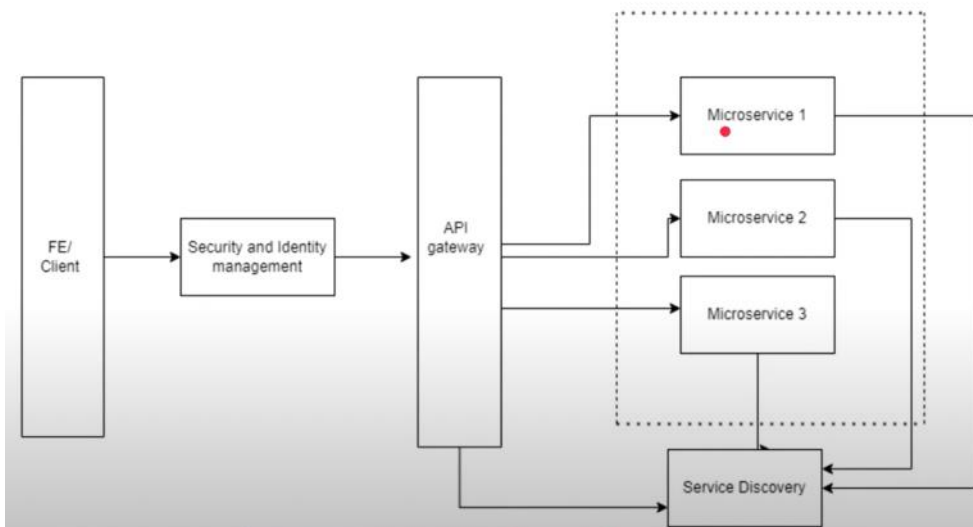 FE/
Client
Security and Identity
management
API
gateway
Microservice 1
Microservice 2
Microservice 3
Service Discovery